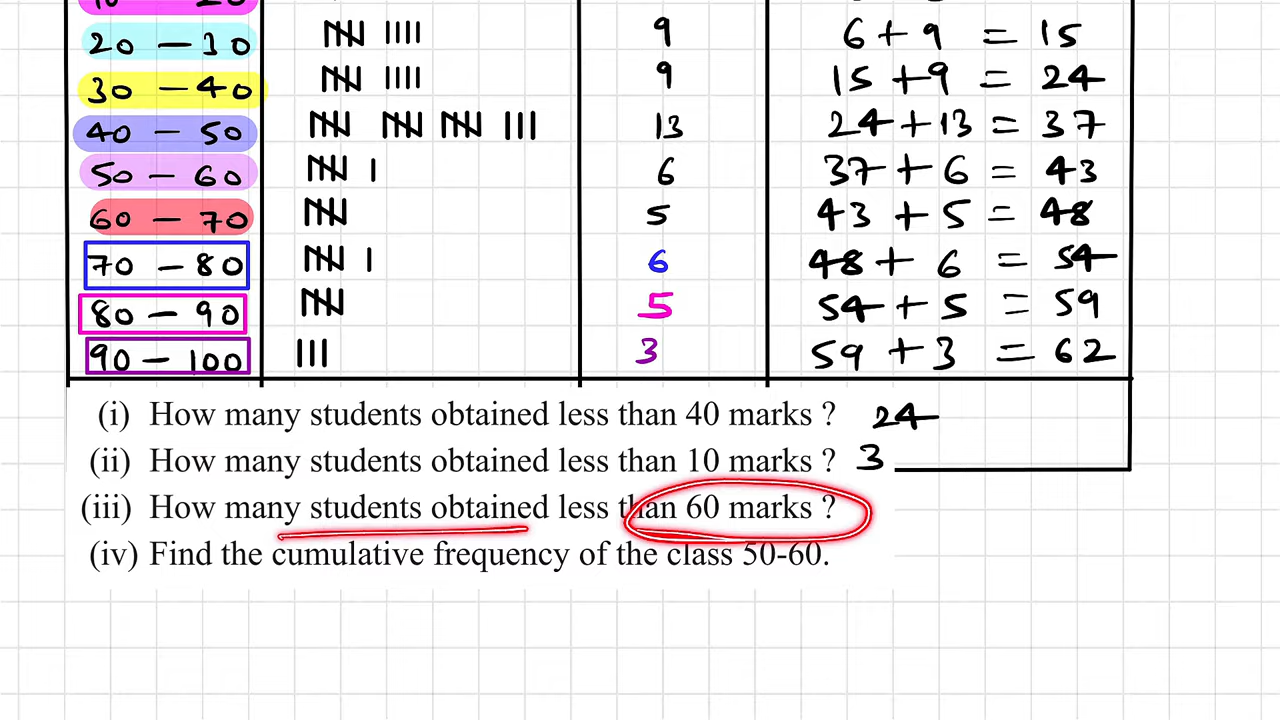 20 - 30 9 6 + 9 = 15
30 - 40 9 15 + 9 = 24
40 - 50 13 24 + 13 = 37
50 - 60 6 37 + 6 = 43
60 - 70 5 43 + 5 = 48
70 - 80 6 48 + 6 = 54
80 - 90 5 54 + 5 = 59
90 - 100 3 59 + 3 = 62
(i) How many students obtained less than 40 marks ? 24
(ii) How many students obtained less than 10 marks ? 3
(iii) How many students obtained less than 60 marks ?
(iv) Find the cumulative frequency of the class 50-60.